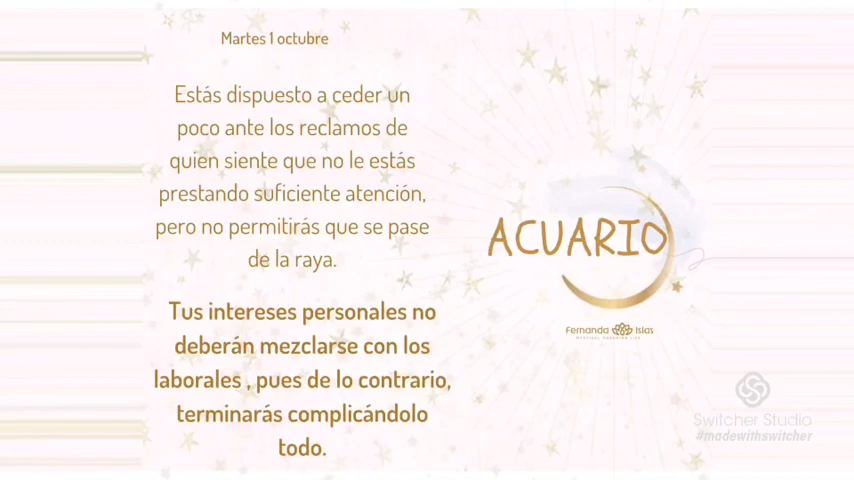 Martes 1 octubre
Estás dispuesto a ceder un
poco ante los reclamos de
quien siente que no le estás
prestando suficiente atención,
pero no permitirás que se pase
de la raya.
Tus intereses personales no
deberán mezclarse con los
laborales , pues de lo contrario,
terminarás complicándolo
todo.
ACUARIO
Fernanda Islas
Switcher Studio
#madewithswitcher